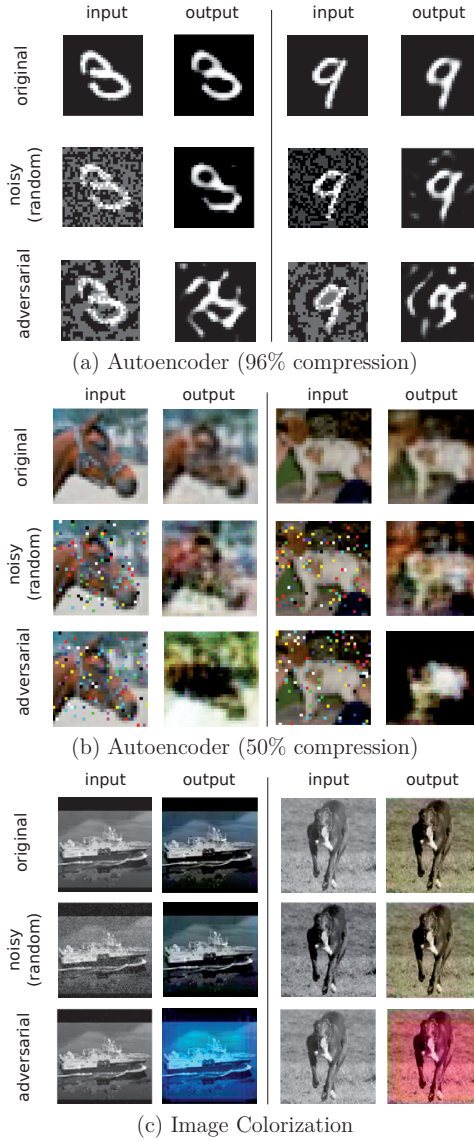 input output input output
original
noisy
(random)
adversarial
(a) Autoencoder (96% compression)
input output input output
original
noisy
(random)
adversarial
(b) Autoencoder (50% compression)
input output input output
original
noisy
(random)
adversarial
(c) Image Colorization